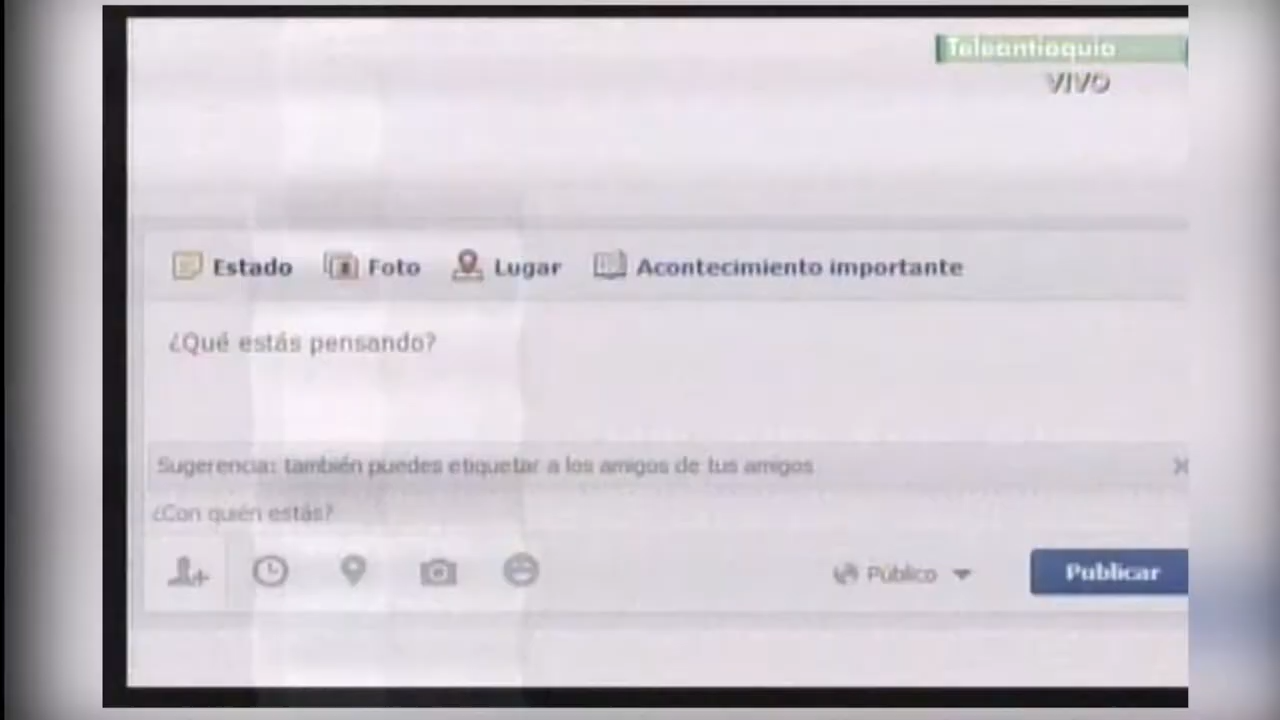 Teleantioquia
VIVO
Estado Foto Lugar Acontecimiento importante
¿Qué estás pensando?
Sugerencia: también puedes etiquetar a los amigos de tus amigos
¿Con quién estás?
Público Publicar